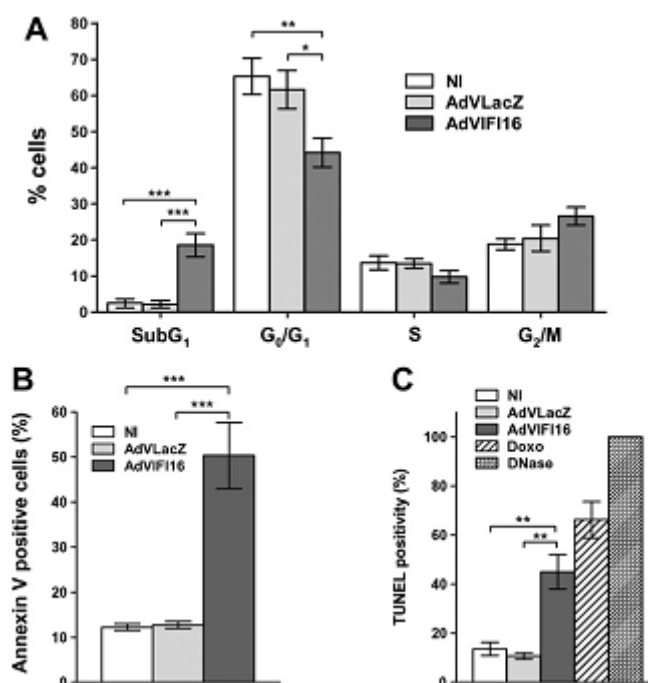 A
80
70
60
50
40
30
20
10
0
% cells
**
*
***
***
NI
AdVLacZ
AdVIFI16
SubG₁
G₀/G₁
S
G₂/M
B
60
50
40
30
20
10
0
Annexin V positive cells (%)
***
***
NI
AdVLacZ
AdVIFI16
C
NI
AdVLacZ
AdVIFI16
Doxo
DNase
100
80
60
40
20
0
TUNEL positivity (%)
**
**